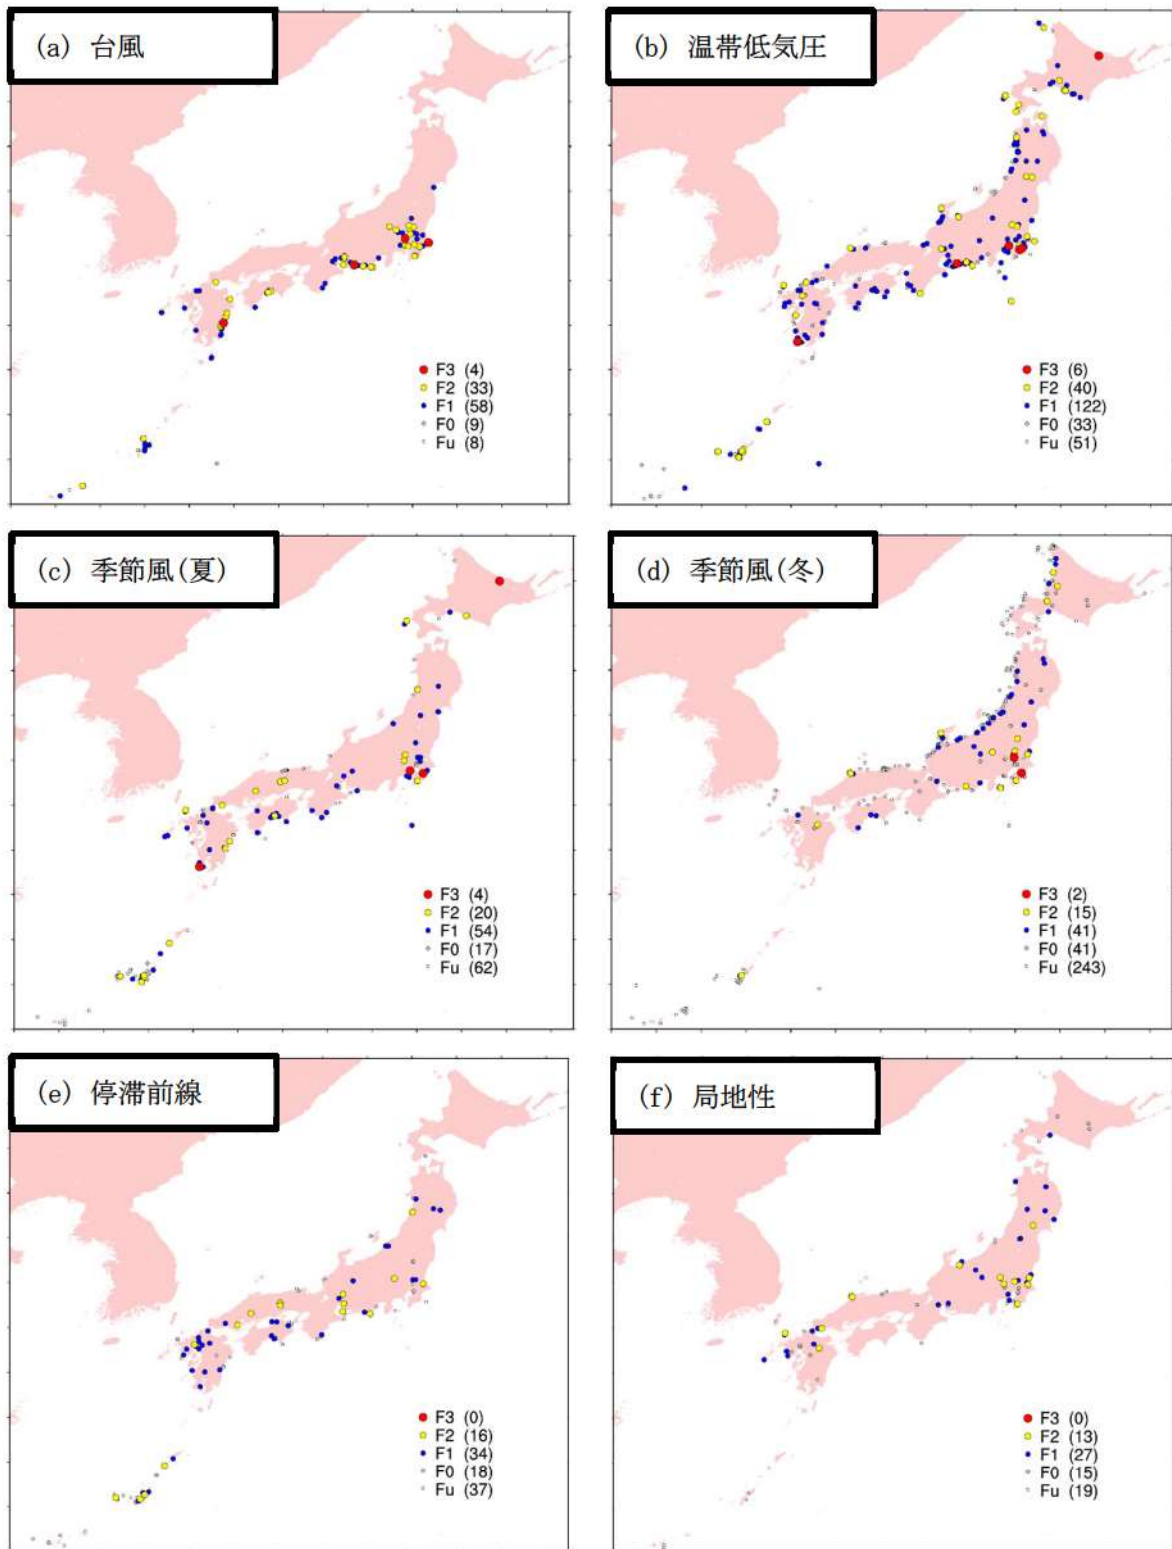 (a) 台風
F3 (4)
F2 (33)
F1 (58)
F0 (9)
Fu (8)
(b) 温帯低気圧
F3 (6)
F2 (40)
F1 (122)
F0 (33)
Fu (51)
(c) 季節風(夏)
F3 (4)
F2 (20)
F1 (54)
F0 (17)
Fu (62)
(d) 季節風(冬)
F3 (2)
F2 (15)
F1 (41)
F0 (41)
Fu (243)
(e) 停滞前線
F3 (0)
F2 (16)
F1 (34)
F0 (18)
Fu (37)
(f) 局地性
F3 (0)
F2 (13)
F1 (27)
F0 (15)
Fu (19)